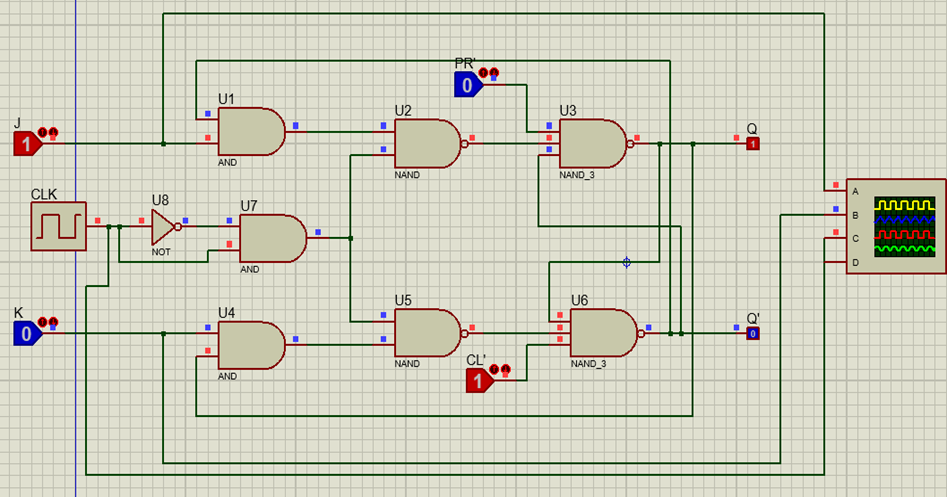 PR'
0
U1
AND
U2
NAND
U3
NAND_3
J
1
Q
1
CLK
U8
NOT
U7
AND
A
B
C
D
K
0
U4
AND
U5
NAND
U6
NAND_3
Q'
0
CL'
1